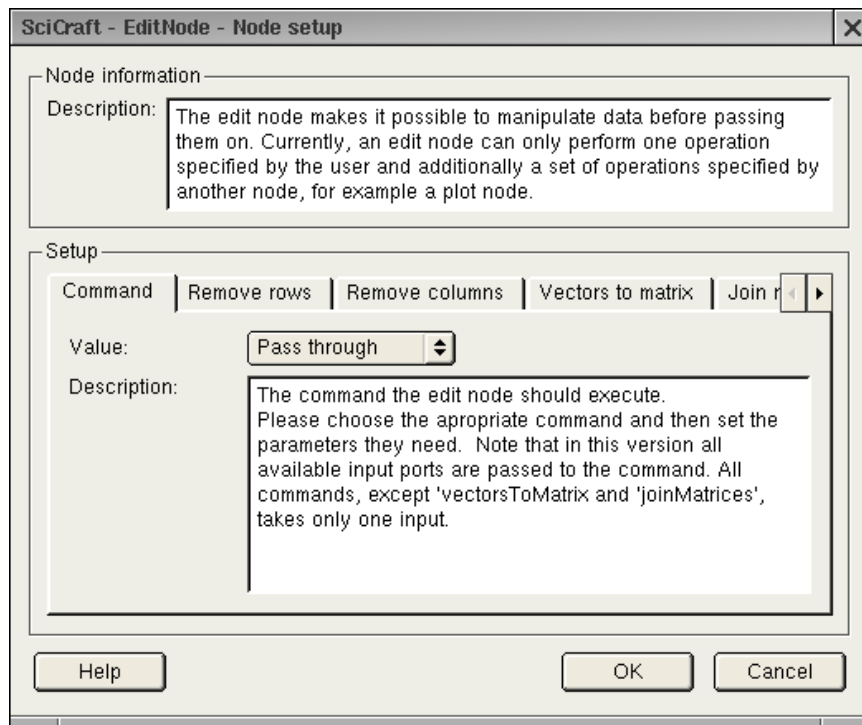 SciCraft - EditNode - Node setup
Node information
Description:
The edit node makes it possible to manipulate data before passing
them on. Currently, an edit node can only perform one operation
specified by the user and additionally a set of operations specified by
another node, for example a plot node.
Setup
Command Remove rows Remove columns Vectors to matrix Join
Value: Pass through
Description:
The command the edit node should execute.
Please choose the apropriate command and then set the
parameters they need.  Note that in this version all
available input ports are passed to the command. All
commands, except 'vectorsToMatrix and 'joinMatrices',
takes only one input.
Help OK Cancel